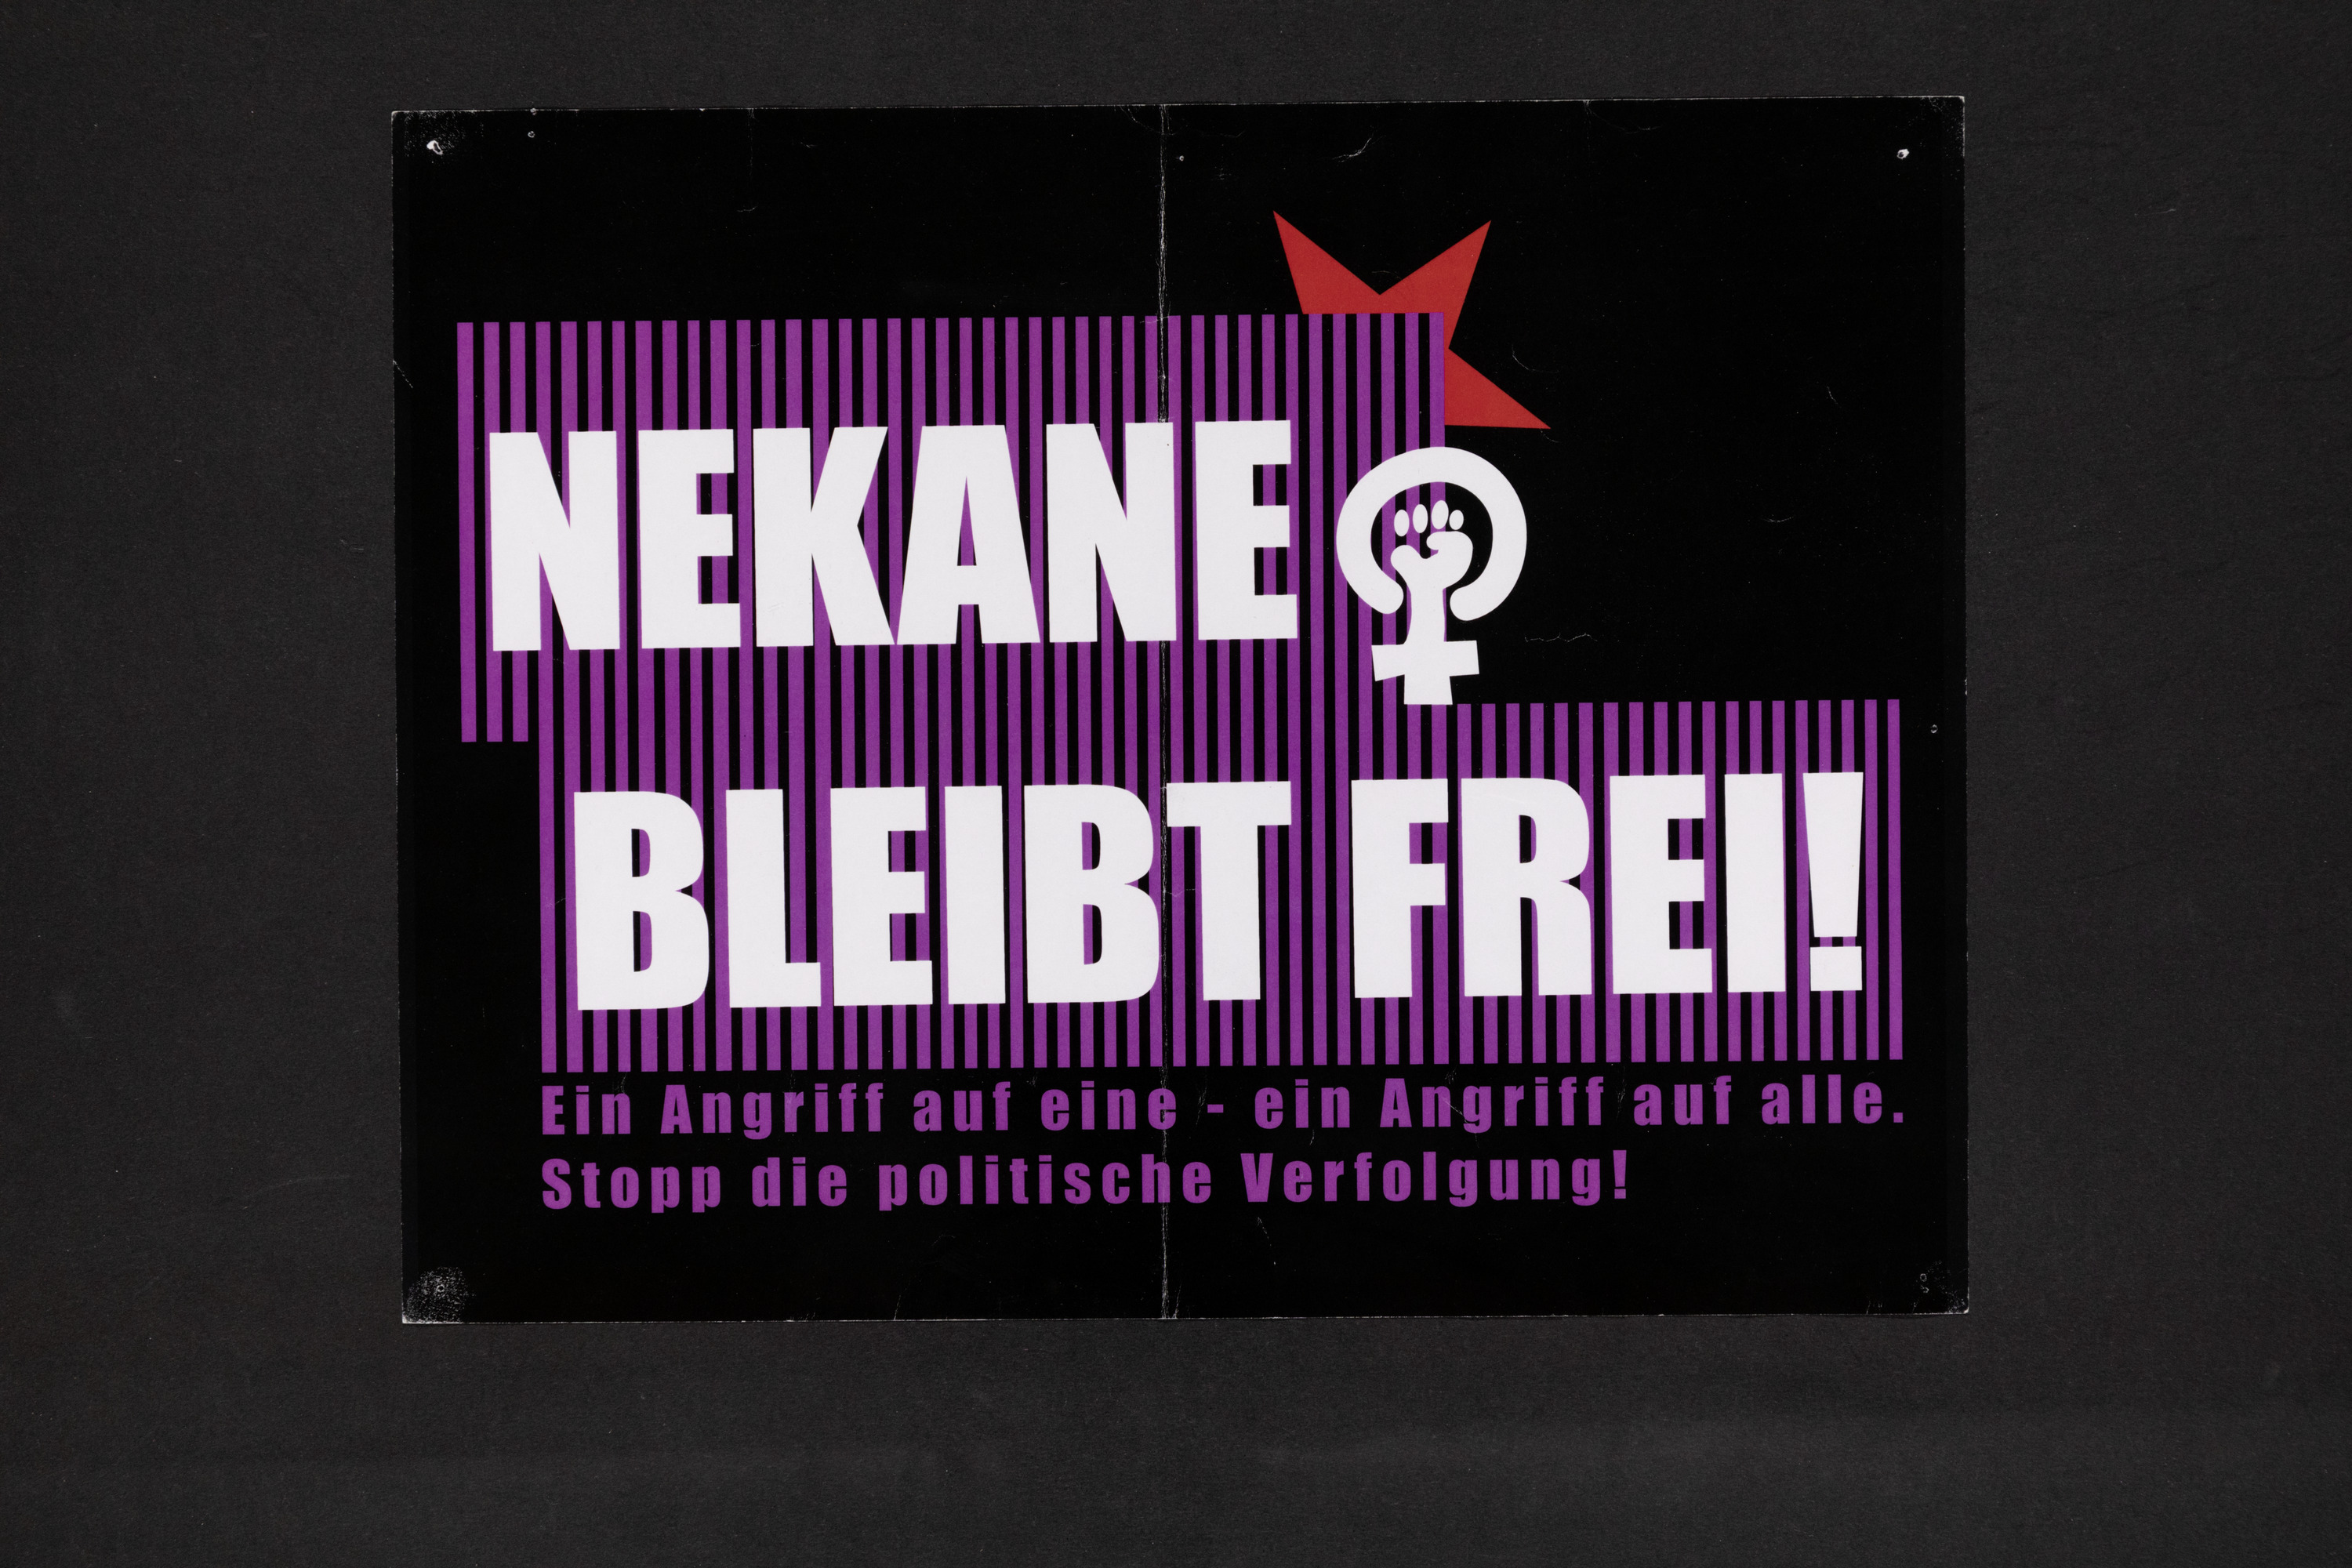 NEKANE
BLEIBT FREI!
Ein Angriff auf eine - ein Angriff auf alle.
Stopp die politische Verfolgung!